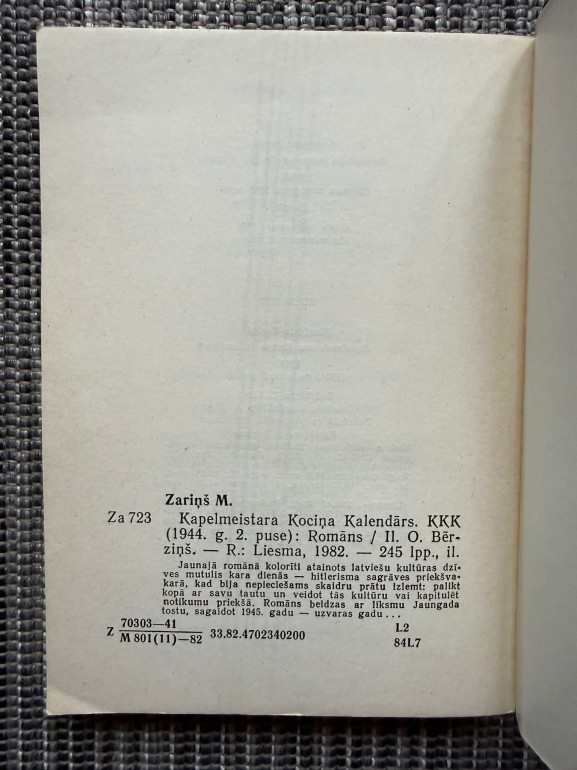 Zariņš M.
Za 723 Kapelmeistara Kociņa Kalendārs. ĶĶĶ
(1944. g. 2. puse): Romāns / Il. O. Bēr-
ziņš. — R.: Liesma, 1982. — 245 lpp., il.
Jaunajā romānā kolorīti atainots latviešu kultūras dzī-
ves mutulis kara dienās — hitlerisma sagrāves priekšva-
karā, kad bija nepieciešams skaidru prātu izlemt: palikt
kopā ar savu tautu un veidot tās kultūru vai kapitulēt
notikumu priekšā. Romāns beidzas ar līksmu Jaungada
tostu, sagaidot 1945. gadu — uzvaras gadu ...
Z 70303—41
M 801(11)—82 33.82.4702340200
L2
84L7